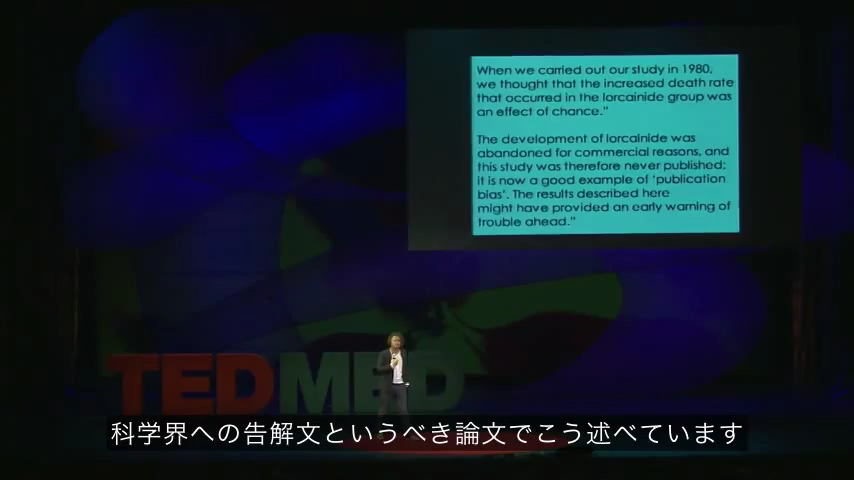 When we carried out our study in 1980,
we thought that the increased death rate
that occurred in the lorcainide group was
an effect of chance."
The development of lorcainide was
abandoned for commercial reasons, and
this study was therefore never published;
it is now a good example of 'publication
bias'. The results described here
might have provided an early warning of
trouble ahead."
TEDMED
科学界への告解文というべき論文でこう述べています